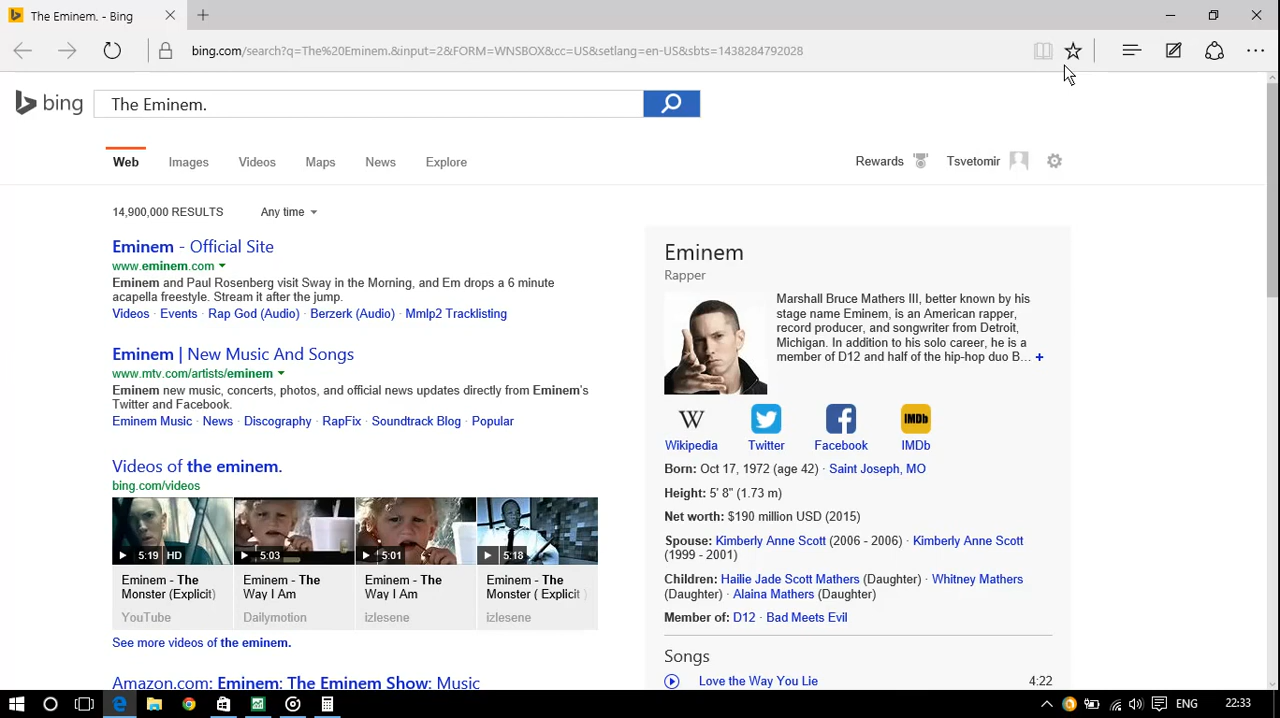 The Eminem. - Bing
bing.com/search?q=The%20Eminem.&input=2&FORM=WNSBOX&cc=US&setlang=en-US&sbts=1438284792028
bing
The Eminem.
Web Images Videos Maps News Explore
Rewards Tsvetomir
14,900,000 RESULTS Any time
Eminem - Official Site
www.eminem.com
Eminem and Paul Rosenberg visit Sway in the Morning, and Em drops a 6 minute
acapella freestyle. Stream it after the jump.
Videos · Events · Rap God (Audio) · Berzerk (Audio) · Mmlp2 Tracklisting
Eminem | New Music And Songs
www.mtv.com/artists/eminem
Eminem new music, concerts, photos, and official news updates directly from Eminem's
Twitter and Facebook.
Eminem Music · News · Discography · RapFix · Soundtrack Blog · Popular
Videos of the eminem.
bing.com/videos
5:19 HD
5:03
5:01
5:18
Eminem - The
Monster (Explicit)
YouTube
Eminem - The
Way I Am
Dailymotion
Eminem - The
Way I Am
izlesene
Eminem - The
Monster ( Explicit )
izlesene
See more videos of the eminem.
Amazon.com: Eminem: The Eminem Show: Music
Eminem
Rapper
Marshall Bruce Mathers III, better known by his
stage name Eminem, is an American rapper,
record producer, and songwriter from Detroit,
Michigan. In addition to his solo career, he is a
member of D12 and half of the hip-hop duo B... +
W
IMDb
Wikipedia Twitter Facebook IMDb
Born: Oct 17, 1972 (age 42) · Saint Joseph, MO
Height: 5' 8" (1.73 m)
Net worth: $190 million USD (2015)
Spouse: Kimberly Anne Scott (2006 - 2006) · Kimberly Anne Scott
(1999 - 2001)
Children: Hailie Jade Scott Mathers (Daughter) · Whitney Mathers
(Daughter) · Alaina Mathers (Daughter)
Member of: D12 · Bad Meets Evil
Songs
Love the Way You Lie 4:22
ENG 22:33